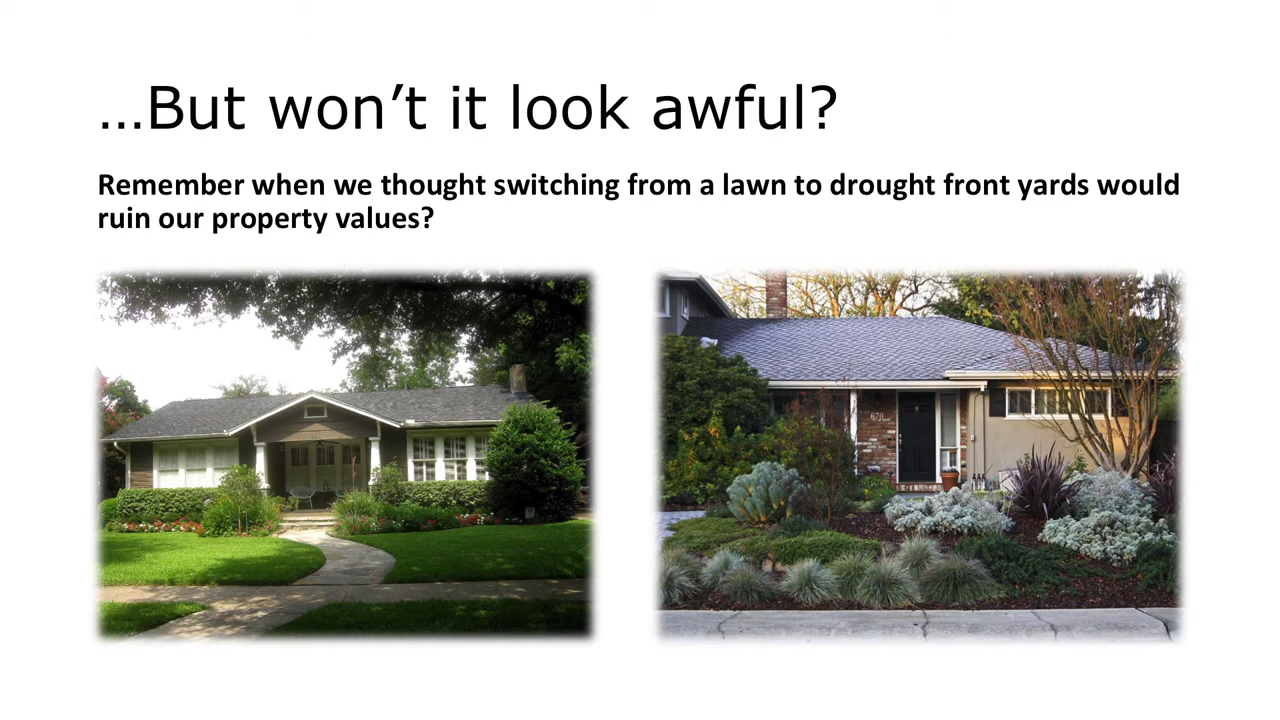 …But won’t it look awful?
Remember when we thought switching from a lawn to drought front yards would
ruin our property values?
670